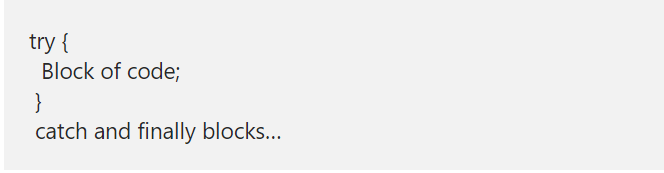 try {
Block of code;
}
catch and finally blocks...